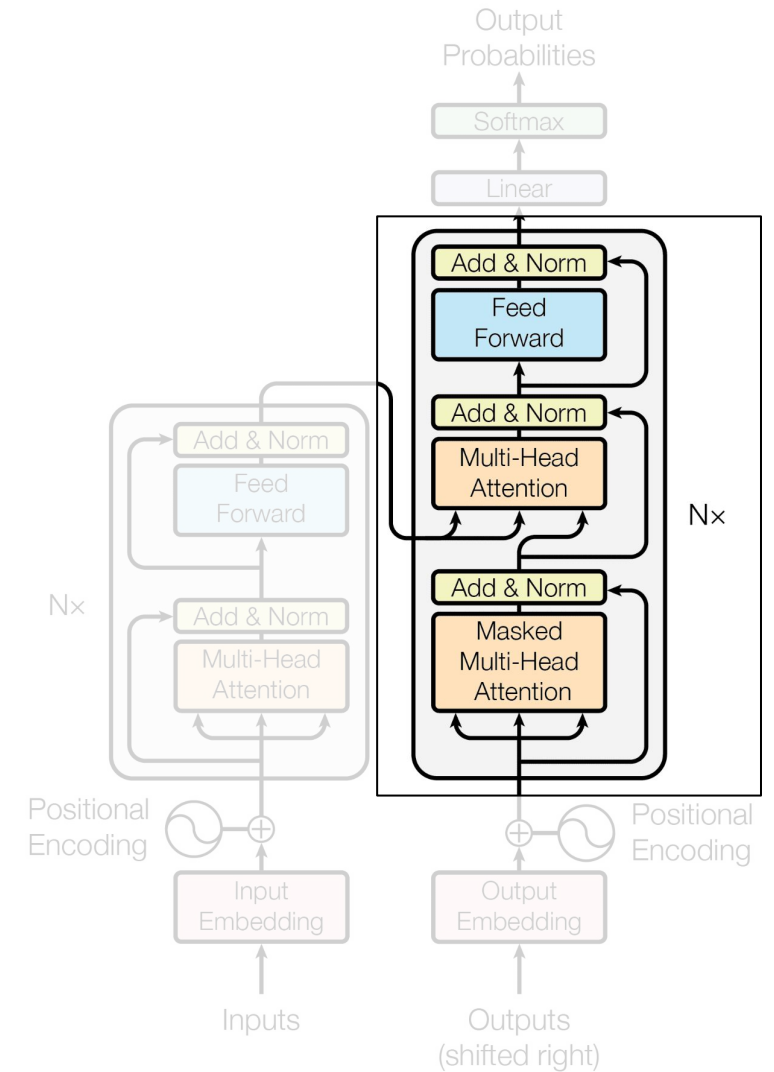 Output
Probabilities
Softmax
Linear
Add & Norm
Feed
Forward
Add & Norm
Multi-Head
Attention
Nx
Add & Norm
Masked
Multi-Head
Attention
Add & Norm
Feed
Forward
Nx
Add & Norm
Multi-Head
Attention
Positional
Encoding
Positional
Encoding
Input
Embedding
Output
Embedding
Inputs
Outputs
(shifted right)